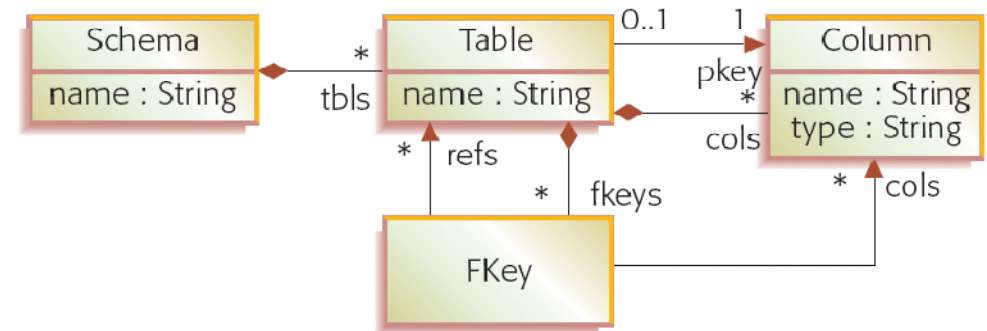 Schema
name : String
*
tbls
Table
name : String
0..1
1
pkey
*
cols
Column
name : String
type : String
*
refs
*
fkeys
*
cols
FKey